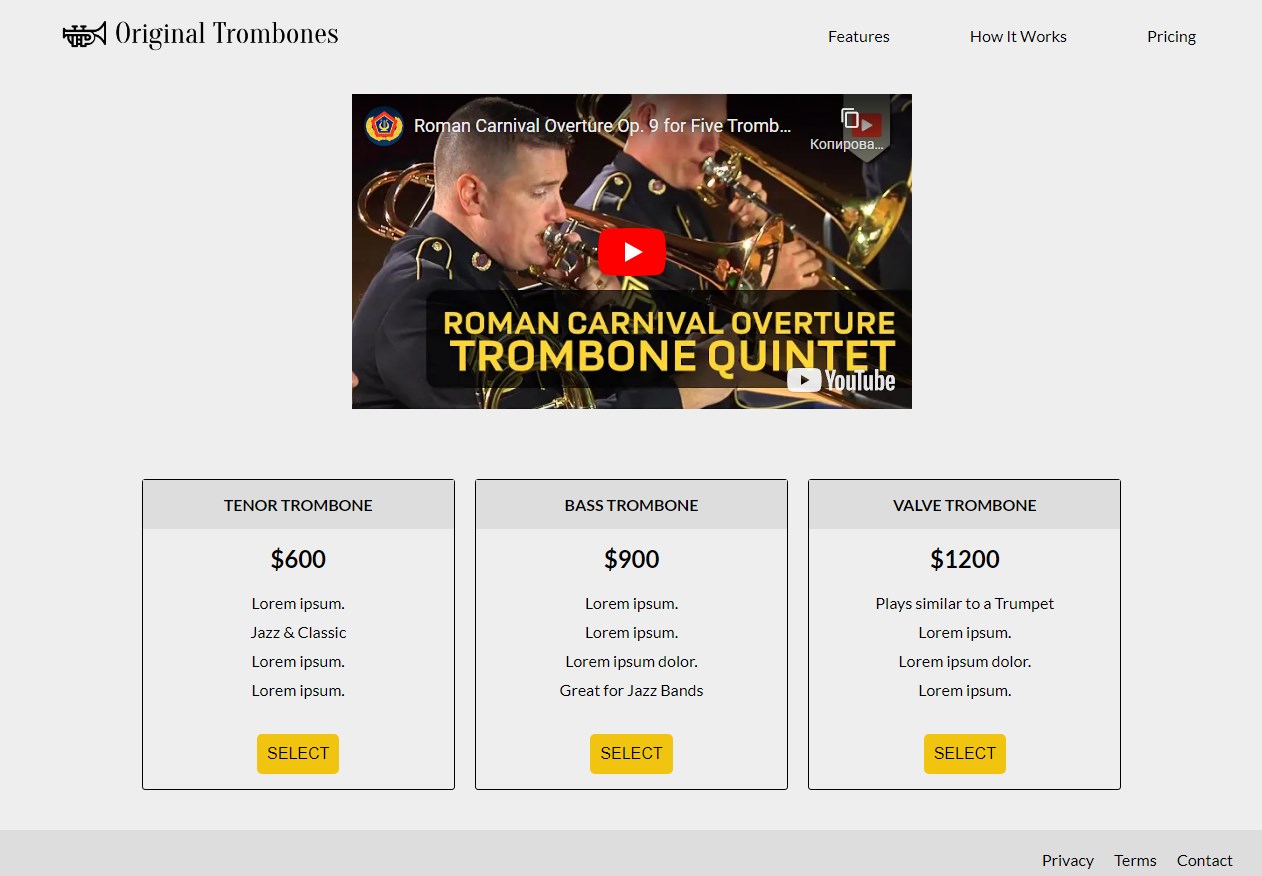 Original Trombones
Features
How It Works
Pricing
Roman Carnival Overture Op. 9 for Five Tromb...
Копирова...
ROMAN CARNIVAL OVERTURE
TROMBONE QUINTET
YouTube
TENOR TROMBONE
$600
Lorem ipsum.
Jazz & Classic
Lorem ipsum.
Lorem ipsum.
SELECT
BASS TROMBONE
$900
Lorem ipsum.
Lorem ipsum.
Lorem ipsum dolor.
Great for Jazz Bands
SELECT
VALVE TROMBONE
$1200
Plays similar to a Trumpet
Lorem ipsum.
Lorem ipsum dolor.
Lorem ipsum.
SELECT
Privacy
Terms
Contact